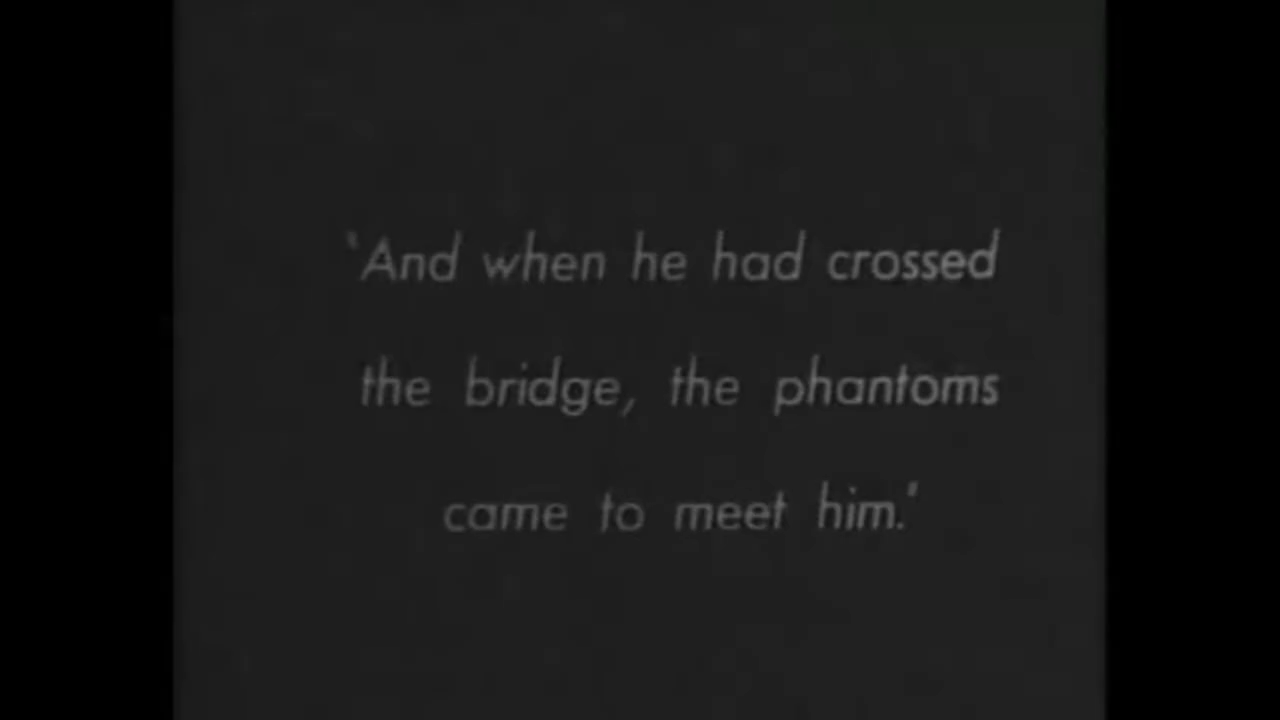 'And when he had crossed
the bridge, the phantoms
came to meet him.'